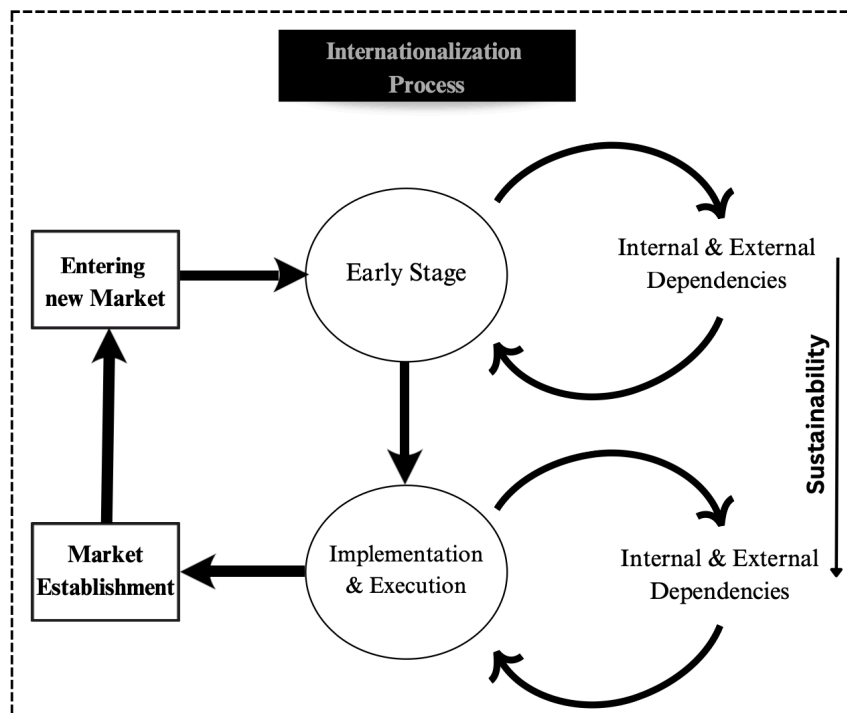 Internationalization
Process
Entering
new Market
Early Stage
Internal & External
Dependencies
Sustainability
Market
Establishment
Implementation
& Execution
Internal & External
Dependencies